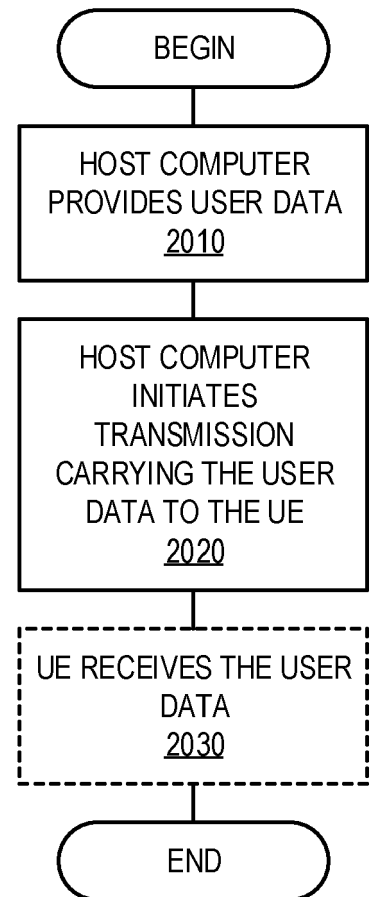 BEGIN
HOST COMPUTER
PROVIDES USER DATA
2010
HOST COMPUTER
INITIATES
TRANSMISSION
CARRYING THE USER
DATA TO THE UE
2020
UE RECEIVES THE USER
DATA
2030
END